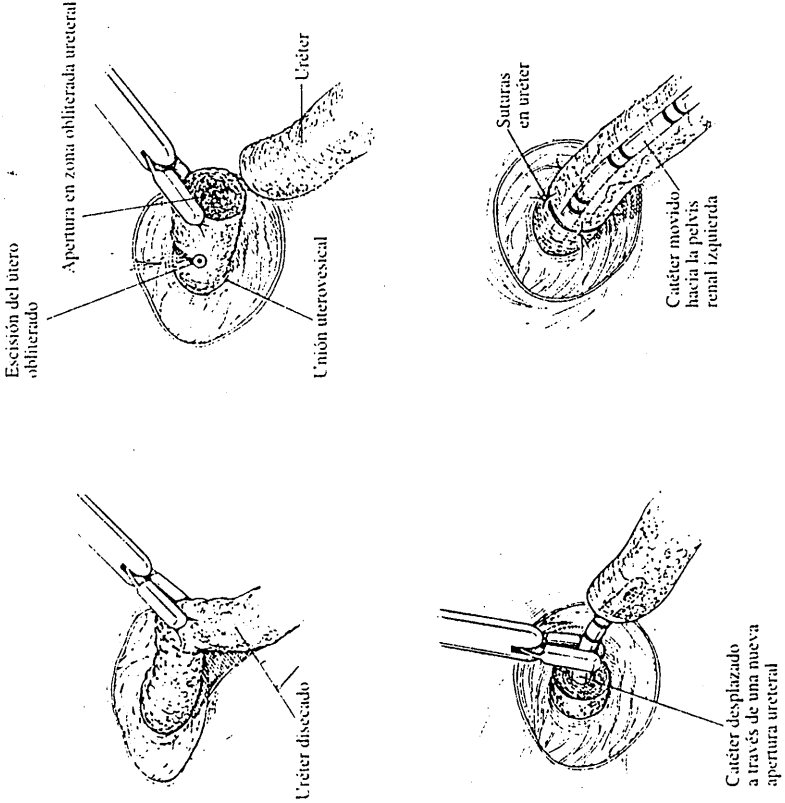 Uréter disecado
Escisión del útero
obliterado
Apertura en zona obliterada ureteral
Uréter
Unión uterovesical
Catéter desplazado
a través de una nueva
apertura ureteral
Suturas
en uréter
Catéter movido
hacia la pelvis
renal izquierda